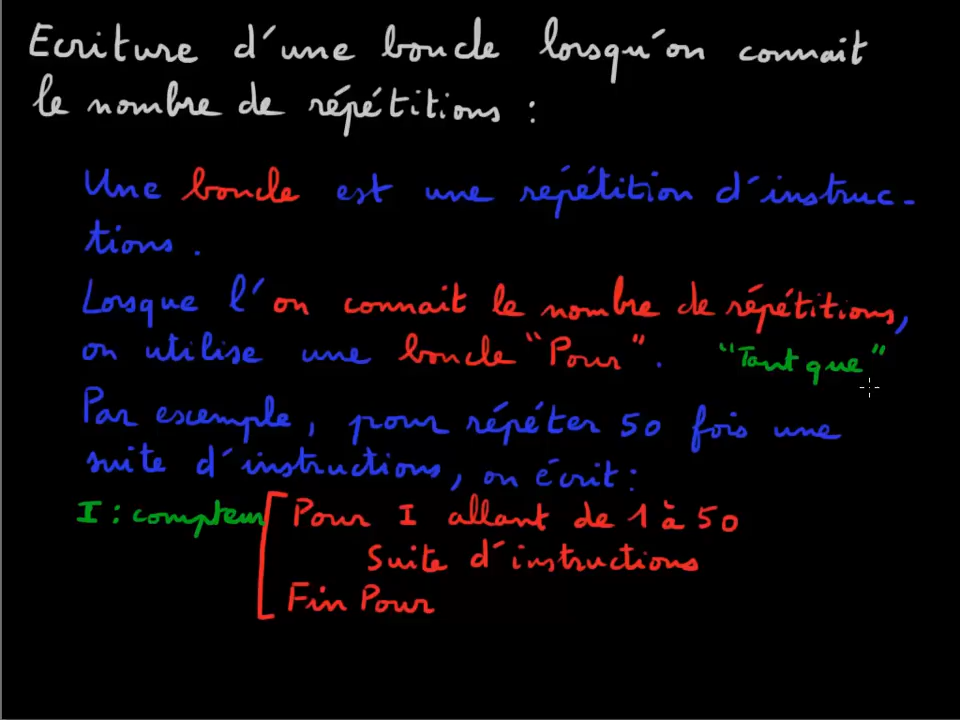 Ecriture d'une boucle lorsqu'on connait
le nombre de répétitions :
Une boucle est une répétition d'instruc-
tions.
Lorsque l'on connait le nombre de répétitions,
on utilise une boucle "Pour". "Tant que"
Par exemple, pour répéter 50 fois une
suite d'instructions, on écrit :
I : compteur Pour I allant de 1 à 50
Suite d'instructions
Fin Pour